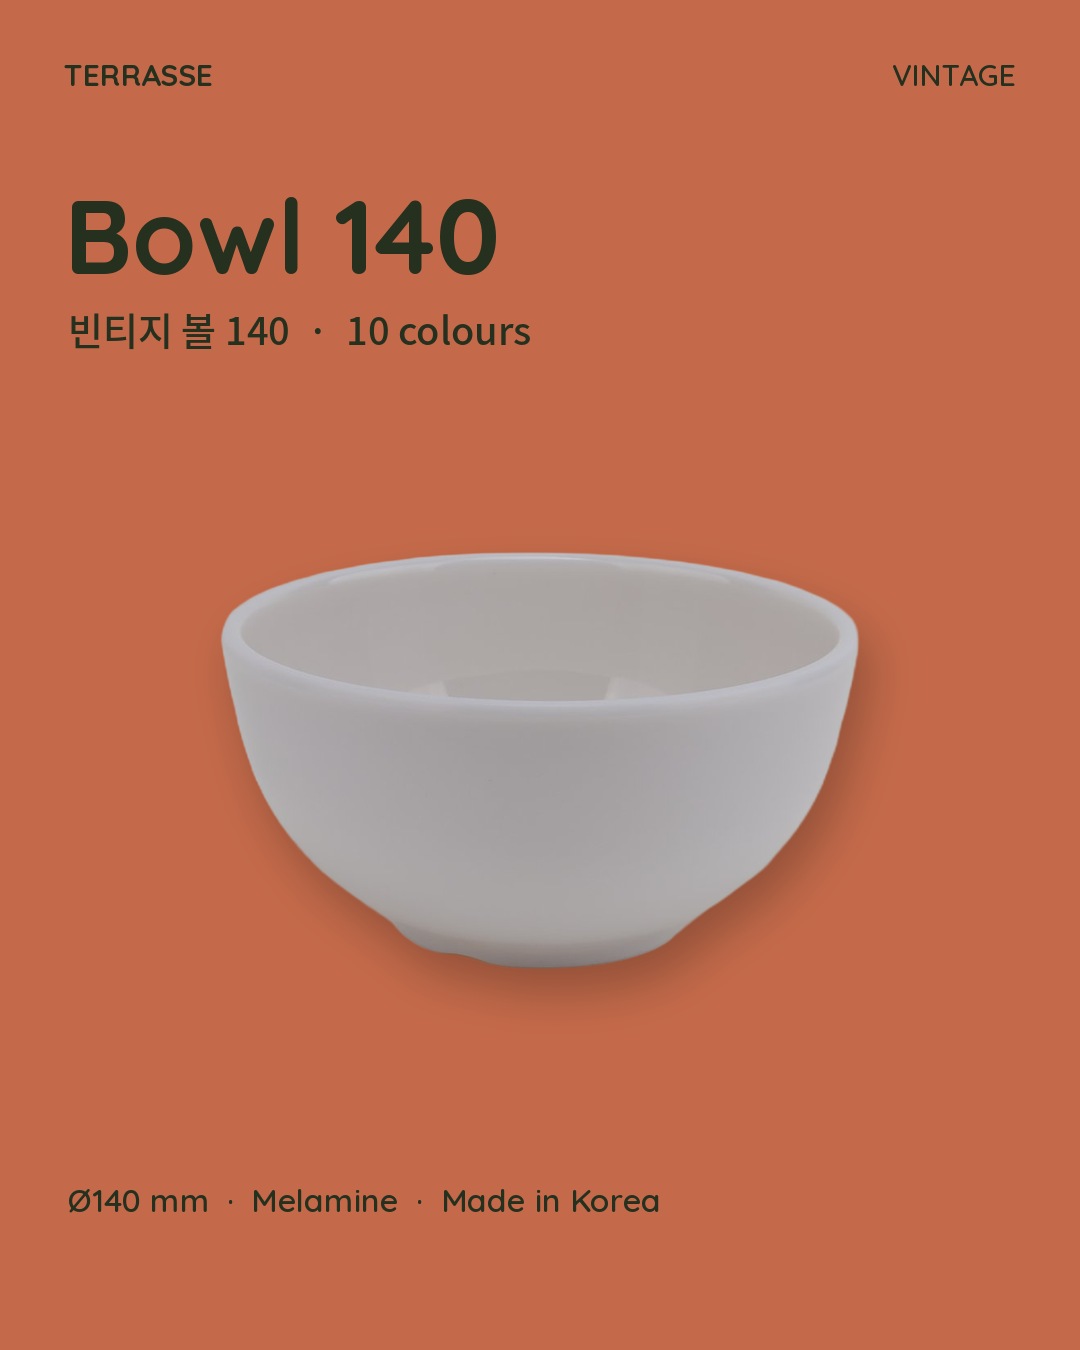 TERRASSE
VINTAGE
Bowl 140
빈티지 볼 140 · 10 colours
Ø140 mm · Melamine · Made in Korea